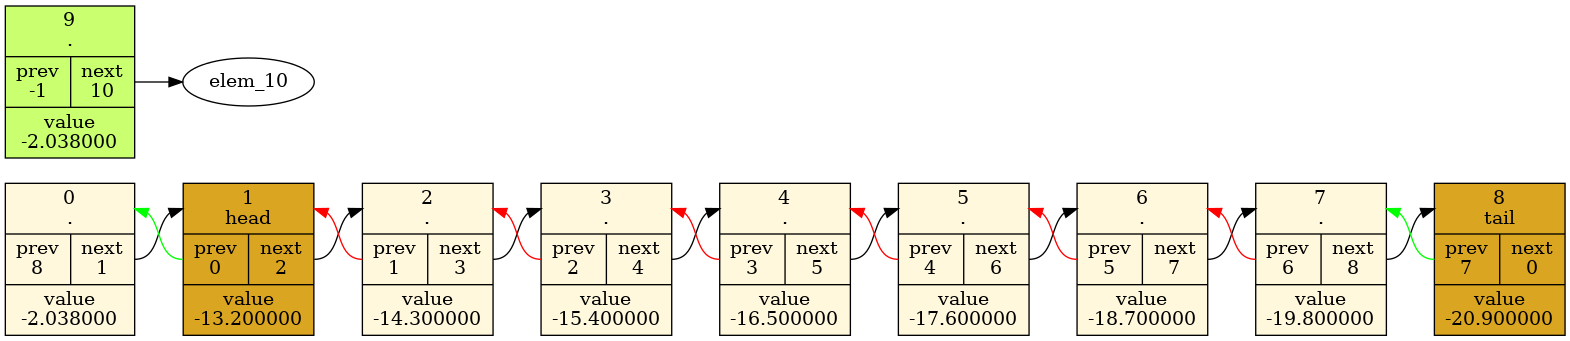 9
.
prev next
-1 10
value
-2.038000
elem_10
0
.
prev next
8 1
value
-2.038000
1
head
prev next
0 2
value
-13.200000
2
.
prev next
1 3
value
-14.300000
3
.
prev next
2 4
value
-15.400000
4
.
prev next
3 5
value
-16.500000
5
.
prev next
4 6
value
-17.600000
6
.
prev next
5 7
value
-18.700000
7
.
prev next
6 8
value
-19.800000
8
tail
prev next
7 0
value
-20.900000